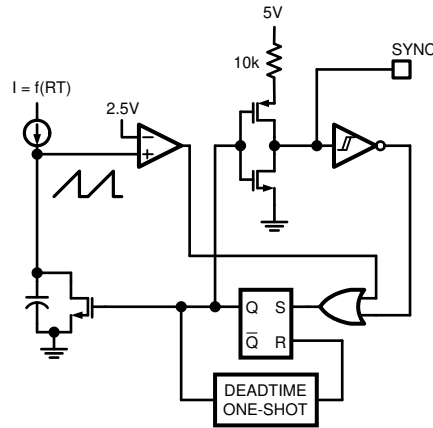 5V
SYNC
10k
I = f(RT)
2.5V
−
+
Q S
Q̅ R
DEADTIME
ONE-SHOT